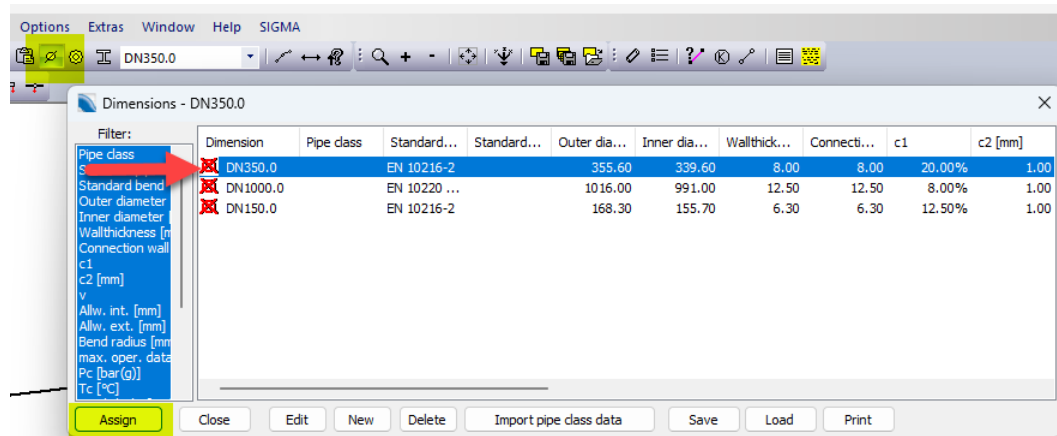 Options Extras Window Help SIGMA
DN350.0
Dimensions - DN350.0
Filter:
Dimension Pipe class Standard... Standard... Outer dia... Inner dia... Wallthick... Connecti... c1 c2 [mm]
DN350.0 EN 10216-2 355.60 339.60 8.00 8.00 20.00% 1.00
DN1000.0 EN 10220 ... 1016.00 991.00 12.50 12.50 8.00% 1.00
DN150.0 EN 10216-2 168.30 155.70 6.30 6.30 12.50% 1.00
Pipe class
Standard bend
Outer diameter
Inner diameter
Wallthickness [m
Connection wall
c1
c2 [mm]
v
Allw. int. [mm]
Allw. ext. [mm]
Bend radius [mm
max. oper. data
Pc [bar(g)]
Tc [°C]
Assign Close Edit New Delete Import pipe class data Save Load Print